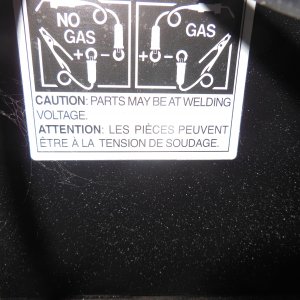 NO GAS
GAS
+ -
+ -
CAUTION: PARTS MAY BE AT WELDING
VOLTAGE.
ATTENTION: LES PIÈCES PEUVENT
ÊTRE À LA TENSION DE SOUDAGE.